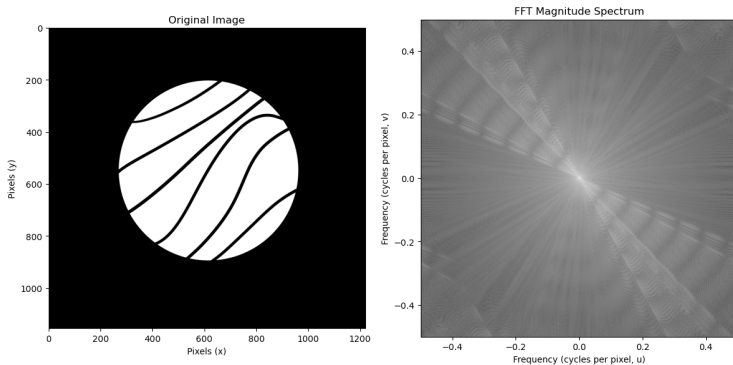 Original Image
0
200
400
600
800
1000
Pixels (y)
0 200 400 600 800 1000 1200
Pixels (x)
FFT Magnitude Spectrum
0.4
0.2
0.0
−0.2
−0.4
Frequency (cycles per pixel, v)
−0.4 −0.2 0.0 0.2 0.4
Frequency (cycles per pixel, u)